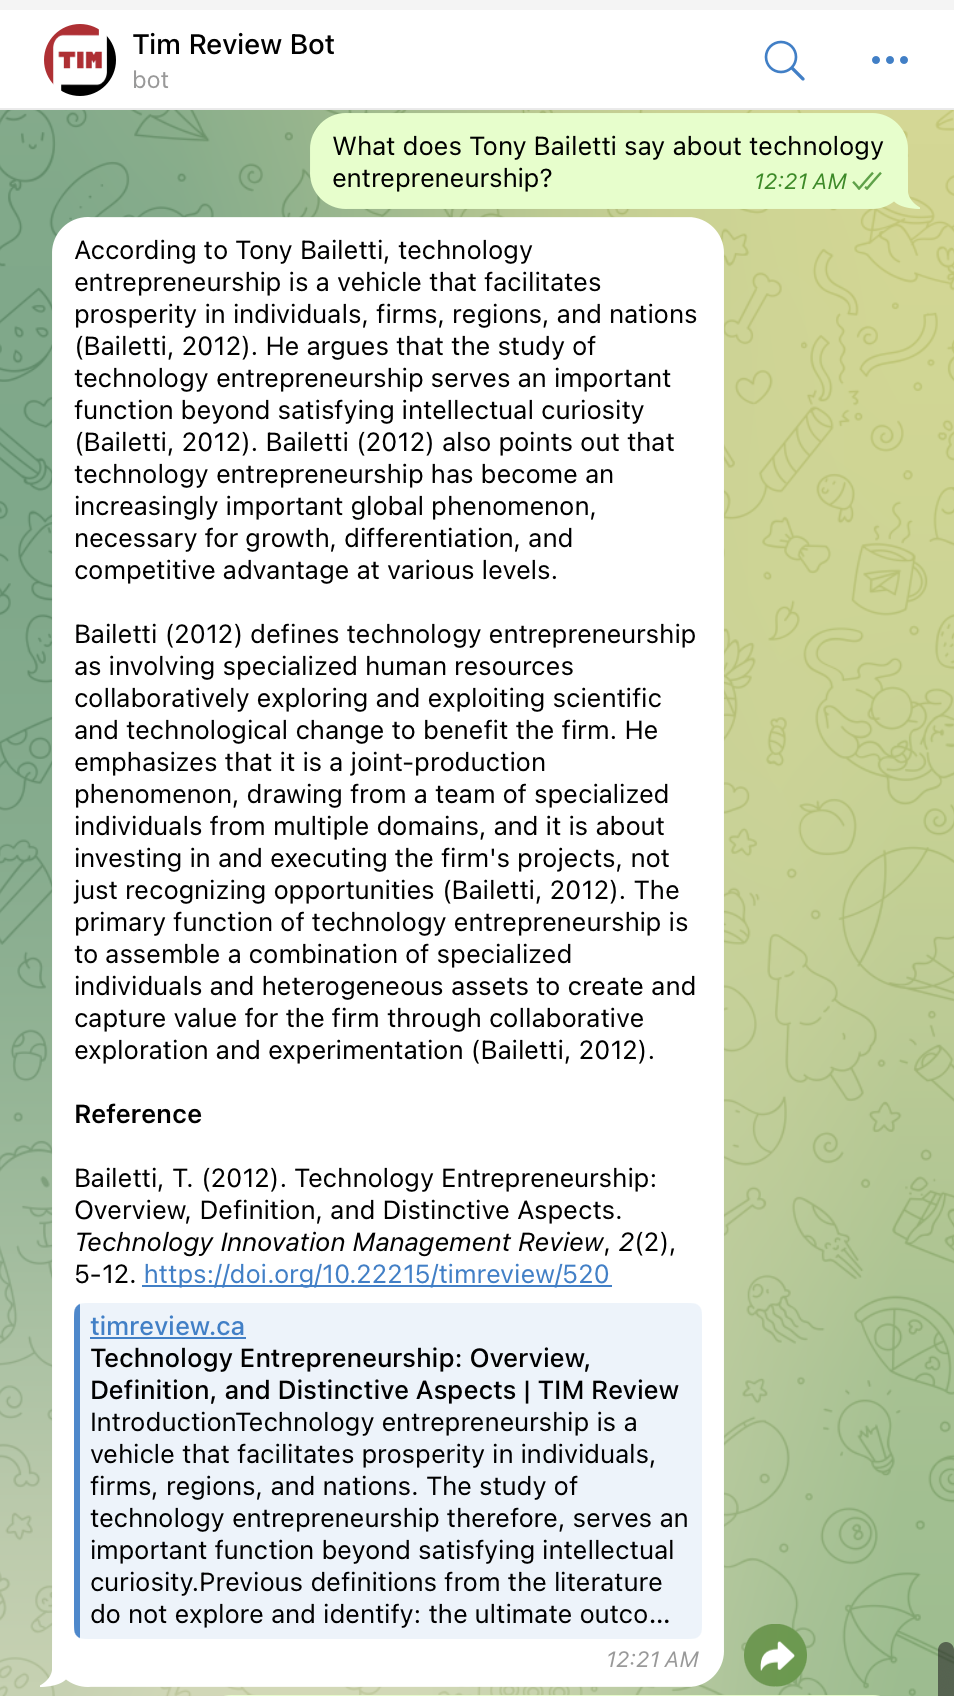 TIM
Tim Review Bot
bot
What does Tony Bailetti say about technology
entrepreneurship?
12:21 AM
According to Tony Bailetti, technology
entrepreneurship is a vehicle that facilitates
prosperity in individuals, firms, regions, and nations
(Bailetti, 2012). He argues that the study of
technology entrepreneurship serves an important
function beyond satisfying intellectual curiosity
(Bailetti, 2012). Bailetti (2012) also points out that
technology entrepreneurship has become an
increasingly important global phenomenon,
necessary for growth, differentiation, and
competitive advantage at various levels.
Bailetti (2012) defines technology entrepreneurship
as involving specialized human resources
collaboratively exploring and exploiting scientific
and technological change to benefit the firm. He
emphasizes that it is a joint-production
phenomenon, drawing from a team of specialized
individuals from multiple domains, and it is about
investing in and executing the firm's projects, not
just recognizing opportunities (Bailetti, 2012). The
primary function of technology entrepreneurship is
to assemble a combination of specialized
individuals and heterogeneous assets to create and
capture value for the firm through collaborative
exploration and experimentation (Bailetti, 2012).
Reference
Bailetti, T. (2012). Technology Entrepreneurship:
Overview, Definition, and Distinctive Aspects.
Technology Innovation Management Review, 2(2),
5-12. https://doi.org/10.22215/timreview/520
timreview.ca
Technology Entrepreneurship: Overview,
Definition, and Distinctive Aspects | TIM Review
IntroductionTechnology entrepreneurship is a
vehicle that facilitates prosperity in individuals,
firms, regions, and nations. The study of
technology entrepreneurship therefore, serves an
important function beyond satisfying intellectual
curiosity.Previous definitions from the literature
do not explore and identify: the ultimate outco...
12:21 AM